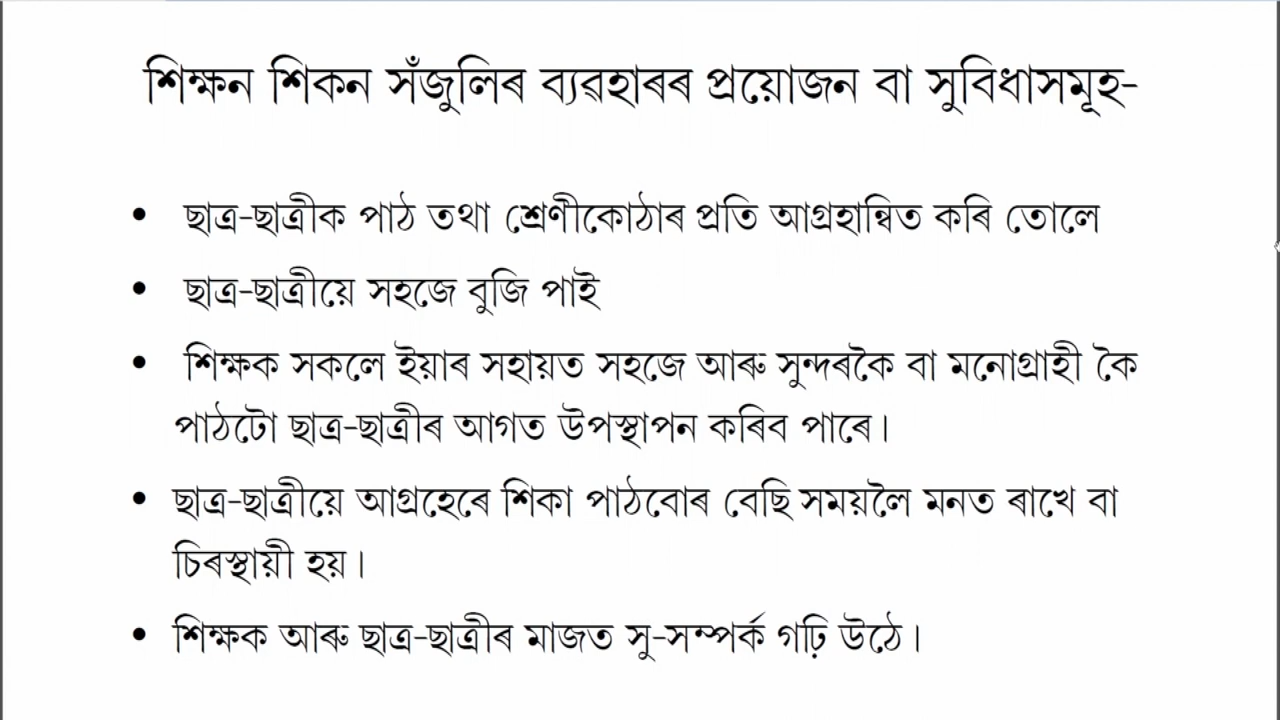 শিক্ষন শিকন সঁজুলিৰ ব্যৱহাৰৰ প্ৰয়োজন বা সুবিধাসমূহ-
• ছাত্ৰ-ছাত্ৰীক পাঠ তথা শ্ৰেণীকোঠাৰ প্ৰতি আগ্ৰহান্বিত কৰি তোলে
• ছাত্ৰ-ছাত্ৰীয়ে সহজে বুজি পাই
• শিক্ষক সকলে ইয়াৰ সহায়ত সহজে আৰু সুন্দৰকৈ বা মনোগ্ৰাহী কৈ
পাঠটো ছাত্ৰ-ছাত্ৰীৰ আগত উপস্থাপন কৰিব পাৰে।
• ছাত্ৰ-ছাত্ৰীয়ে আগ্ৰহেৰে শিকা পাঠবোৰ বেছি সময়লৈ মনত ৰাখে বা
চিৰস্থায়ী হয়।
• শিক্ষক আৰু ছাত্ৰ-ছাত্ৰীৰ মাজত সু-সম্পৰ্ক গঢ়ি উঠে।